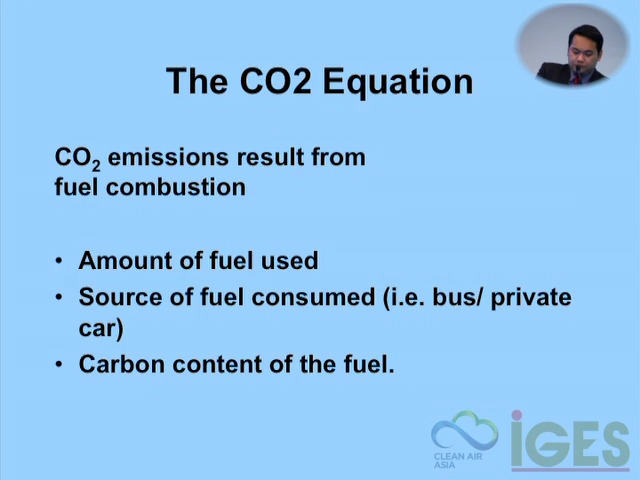 The CO2 Equation
CO₂ emissions result from
fuel combustion
• Amount of fuel used
• Source of fuel consumed (i.e. bus/ private
car)
• Carbon content of the fuel.
CLEAN AIR
ASIA
iGES